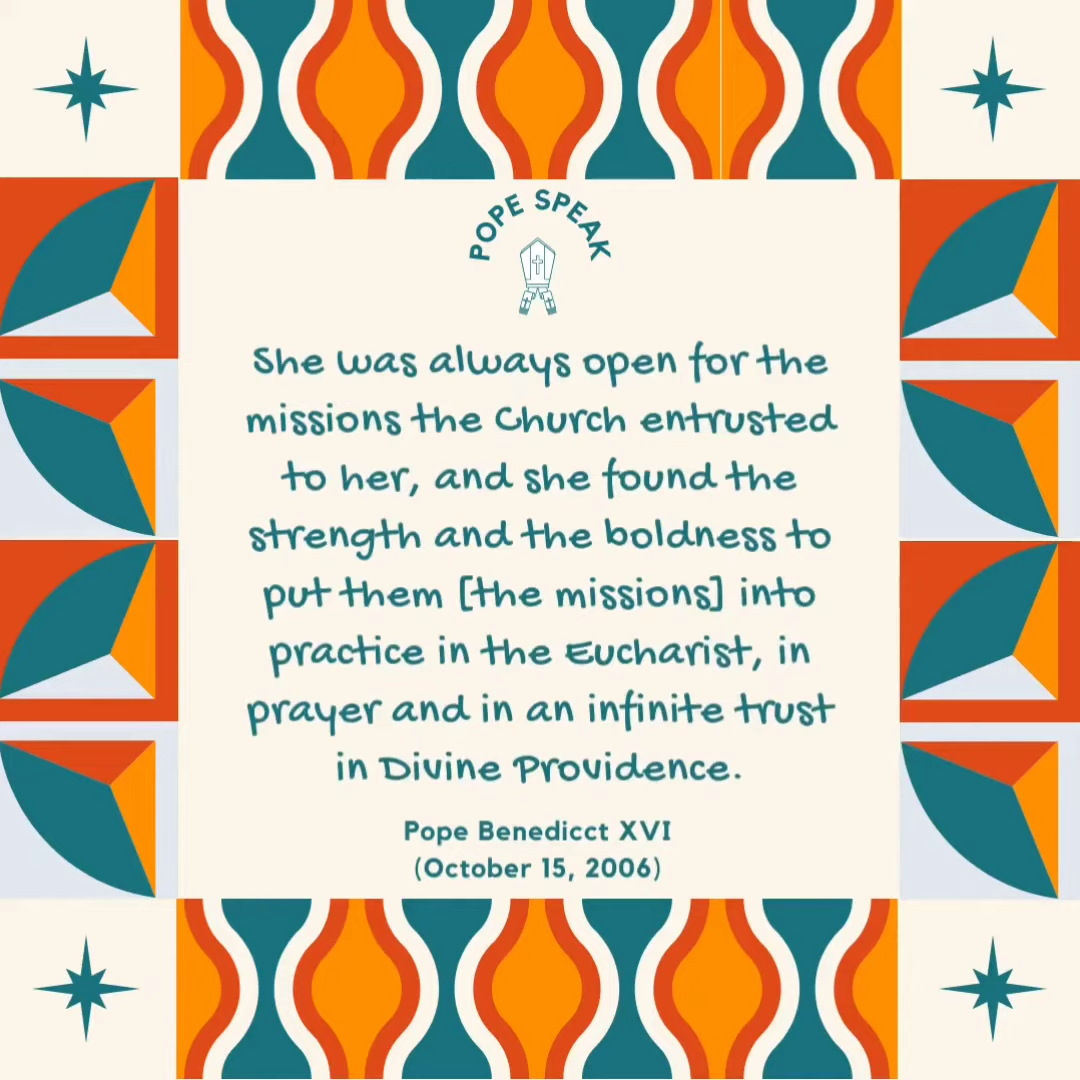 POPE SPEAK
She was always open for the
missions the Church entrusted
to her, and she found the
strength and the boldness to
put them [the missions] into
practice in the Eucharist, in
prayer and in an infinite trust
in Divine Providence.
Pope Benedicct XVI
(October 15, 2006)